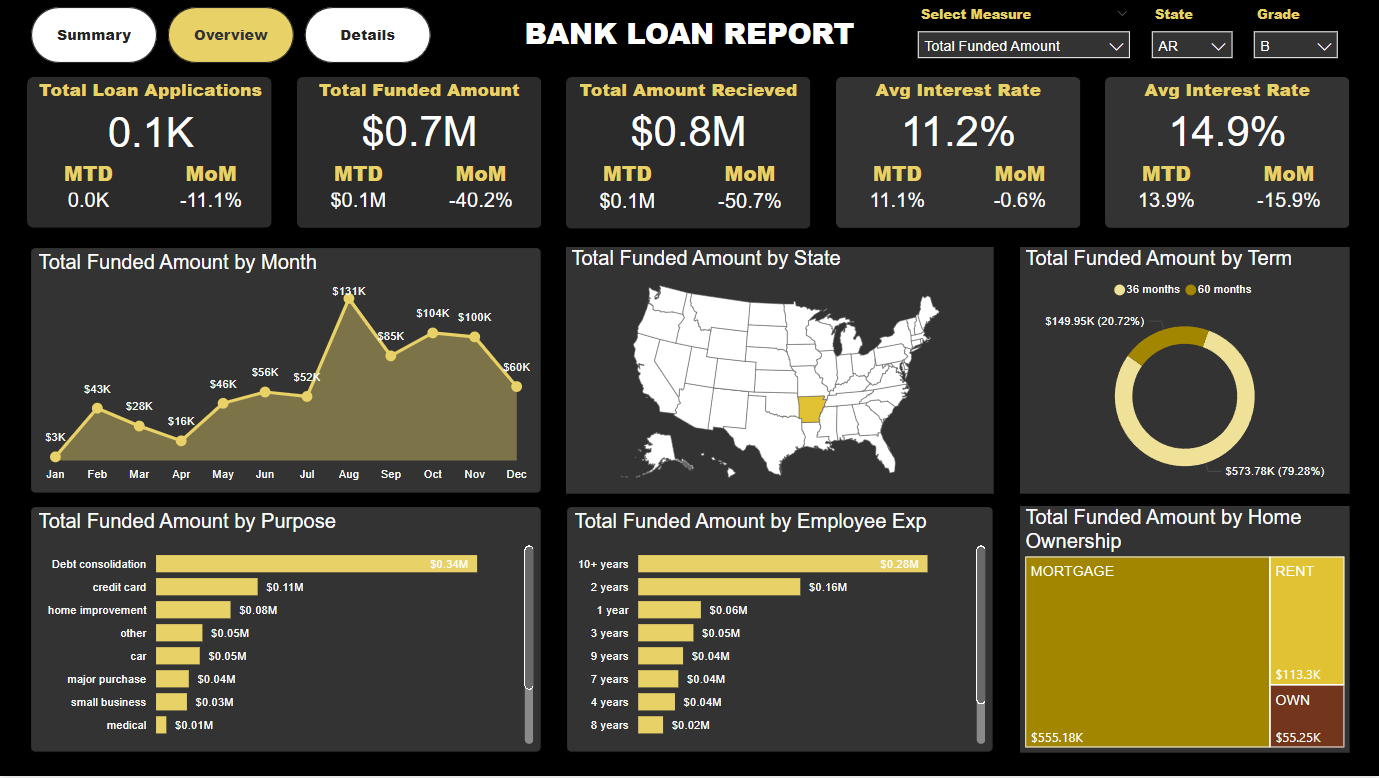 Summary
Overview
Details
BANK LOAN REPORT
Select Measure
Total Funded Amount
State
AR
Grade
B
Total Loan Applications
0.1K
MTD MoM
0.0K -11.1%
Total Funded Amount
$0.7M
MTD MoM
$0.1M -40.2%
Total Amount Recieved
$0.8M
MTD MoM
$0.1M -50.7%
Avg Interest Rate
11.2%
MTD MoM
11.1% -0.6%
Avg Interest Rate
14.9%
MTD MoM
13.9% -15.9%
Total Funded Amount by Month
$3K
$43K
$28K
$16K
$46K
$56K
$52K
$131K
$85K
$104K
$100K
$60K
Jan Feb Mar Apr May Jun Jul Aug Sep Oct Nov Dec
Total Funded Amount by State
Total Funded Amount by Term
36 months 60 months
$149.95K (20.72%)
$573.78K (79.28%)
Total Funded Amount by Purpose
Debt consolidation $0.34M
credit card $0.11M
home improvement $0.08M
other $0.05M
car $0.05M
major purchase $0.04M
small business $0.03M
medical $0.01M
Total Funded Amount by Employee Exp
10+ years $0.28M
2 years $0.16M
1 year $0.06M
3 years $0.05M
9 years $0.04M
7 years $0.04M
4 years $0.04M
8 years $0.02M
Total Funded Amount by Home
Ownership
MORTGAGE
$555.18K
RENT
$113.3K
OWN
$55.25K